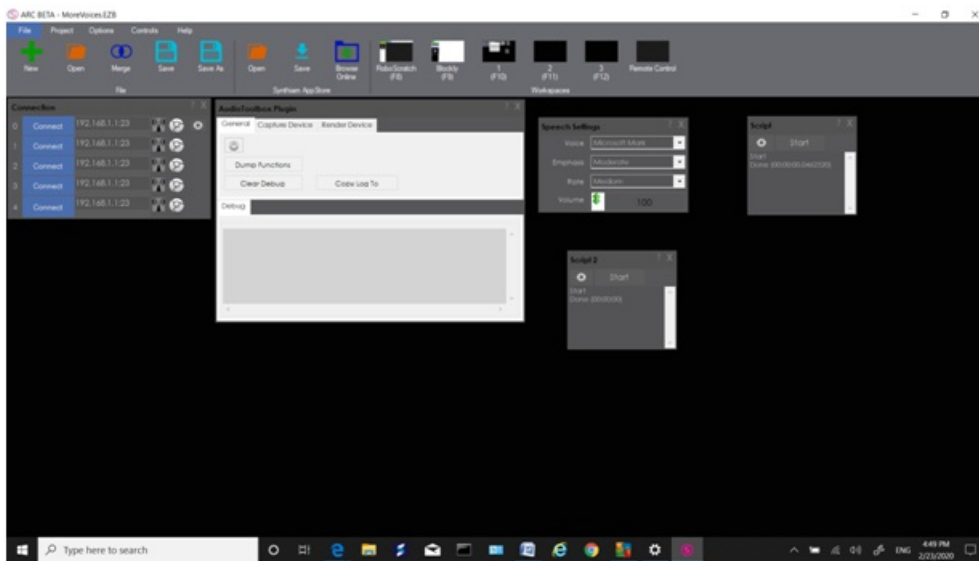 ARC BETA - MoreVoices.EZB
File Project Options Controls Help
New Open Merge Save Save As Open Save Browse Online RoboScratch (F8) Blockly (F9) 1 (F10) 2 (F11) 3 (F12) Remote Control
File Synthiam App Store Workspaces
Connection ? X
0 Connect 192.168.1.1:23
1 Connect 192.168.1.1:23
2 Connect 192.168.1.1:23
3 Connect 192.168.1.1:23
4 Connect 192.168.1.1:23
AudioToolbox Plugin ? X
General Capture Device Render Device
Dump Functions
Clear Debug Copy Log To
Debug
Speech Settings ? X
Voice Microsoft Mark
Emphasis Moderate
Rate Medium
Volume 100
Script ? X
Start
Start
Script 2 ? X
Start
Start
Done (00:00:00)
Type here to search
ENG
4:49 PM
2/23/2020